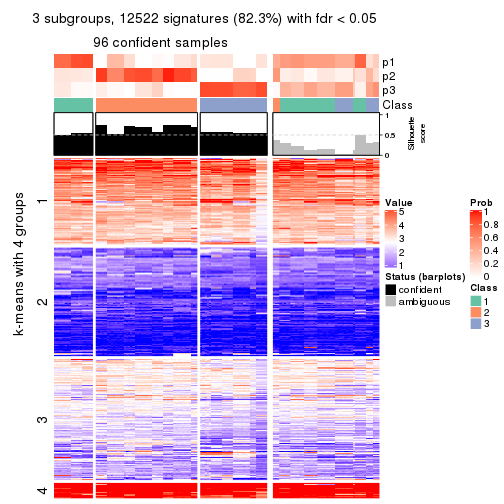 3 subgroups, 12522 signatures (82.3%) with fdr < 0.05
96 confident samples
p1
p2
p3
Class
1
0.5
0
Silhouette
score
k-means with 4 groups
1
2
3
4
Value
5
4
3
2
1
Status (barplots)
confident
ambiguous
Prob
1
0.8
0.6
0.4
0.2
0
Class
1
2
3